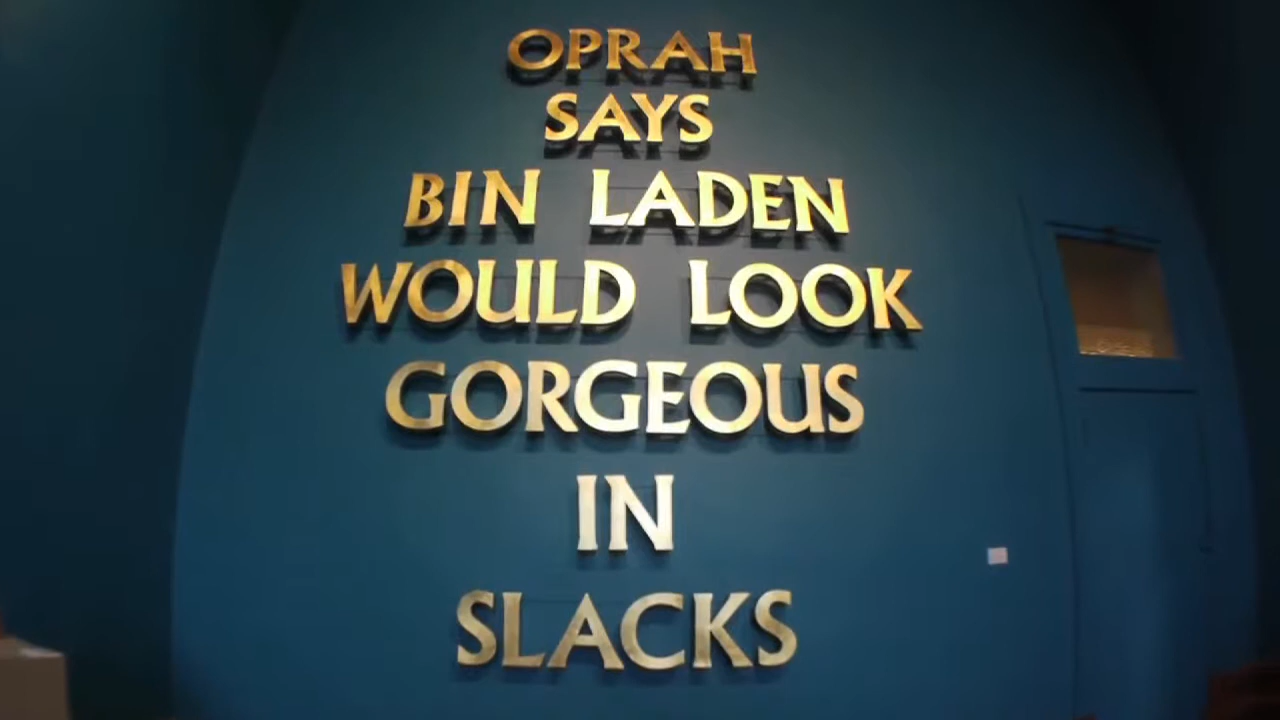 OPRAH
SAYS
BIN LADEN
WOULD LOOK
GORGEOUS
IN
SLACKS